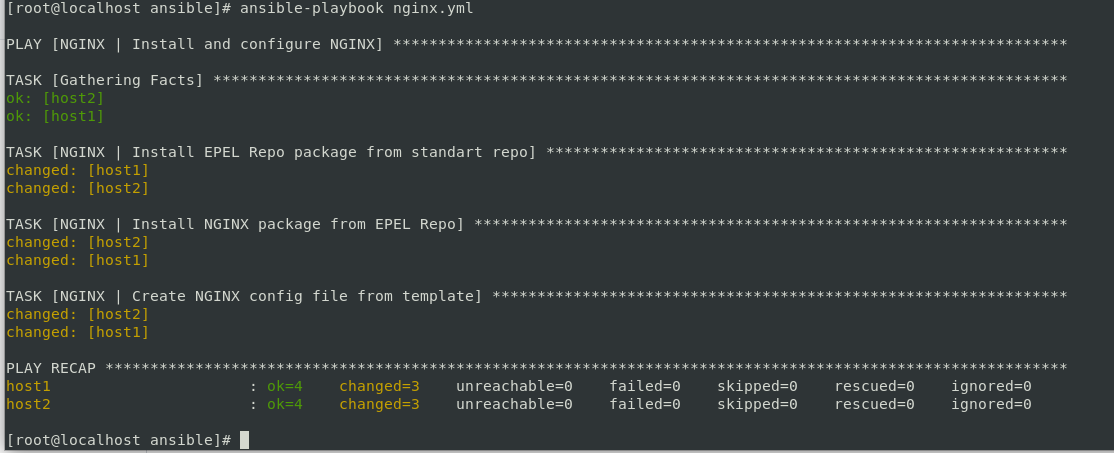 [root@localhost ansible]# ansible-playbook nginx.yml
PLAY [NGINX | Install and configure NGINX] ***************************************************************************
TASK [Gathering Facts] ***********************************************************************************************
ok: [host2]
ok: [host1]
TASK [NGINX | Install EPEL Repo package from standart repo] **********************************************************
changed: [host1]
changed: [host2]
TASK [NGINX | Install NGINX package from EPEL Repo] ******************************************************************
changed: [host2]
changed: [host1]
TASK [NGINX | Create NGINX config file from template] ****************************************************************
changed: [host2]
changed: [host1]
PLAY RECAP ***********************************************************************************************************
host1                      : ok=4    changed=3    unreachable=0    failed=0    skipped=0    rescued=0    ignored=0
host2                      : ok=4    changed=3    unreachable=0    failed=0    skipped=0    rescued=0    ignored=0
[root@localhost ansible]#